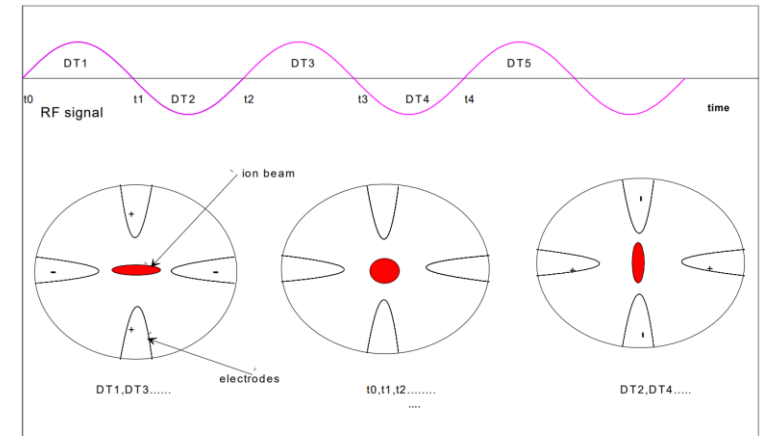 DT1 DT3 DT5
t0 t1 DT2 t2 t3 DT4 t4 time
RF signal
ion beam
+ -
- - + +
+ -
electrodes
DT1,DT3...... t0,t1,t2........ DT2,DT4.....
....